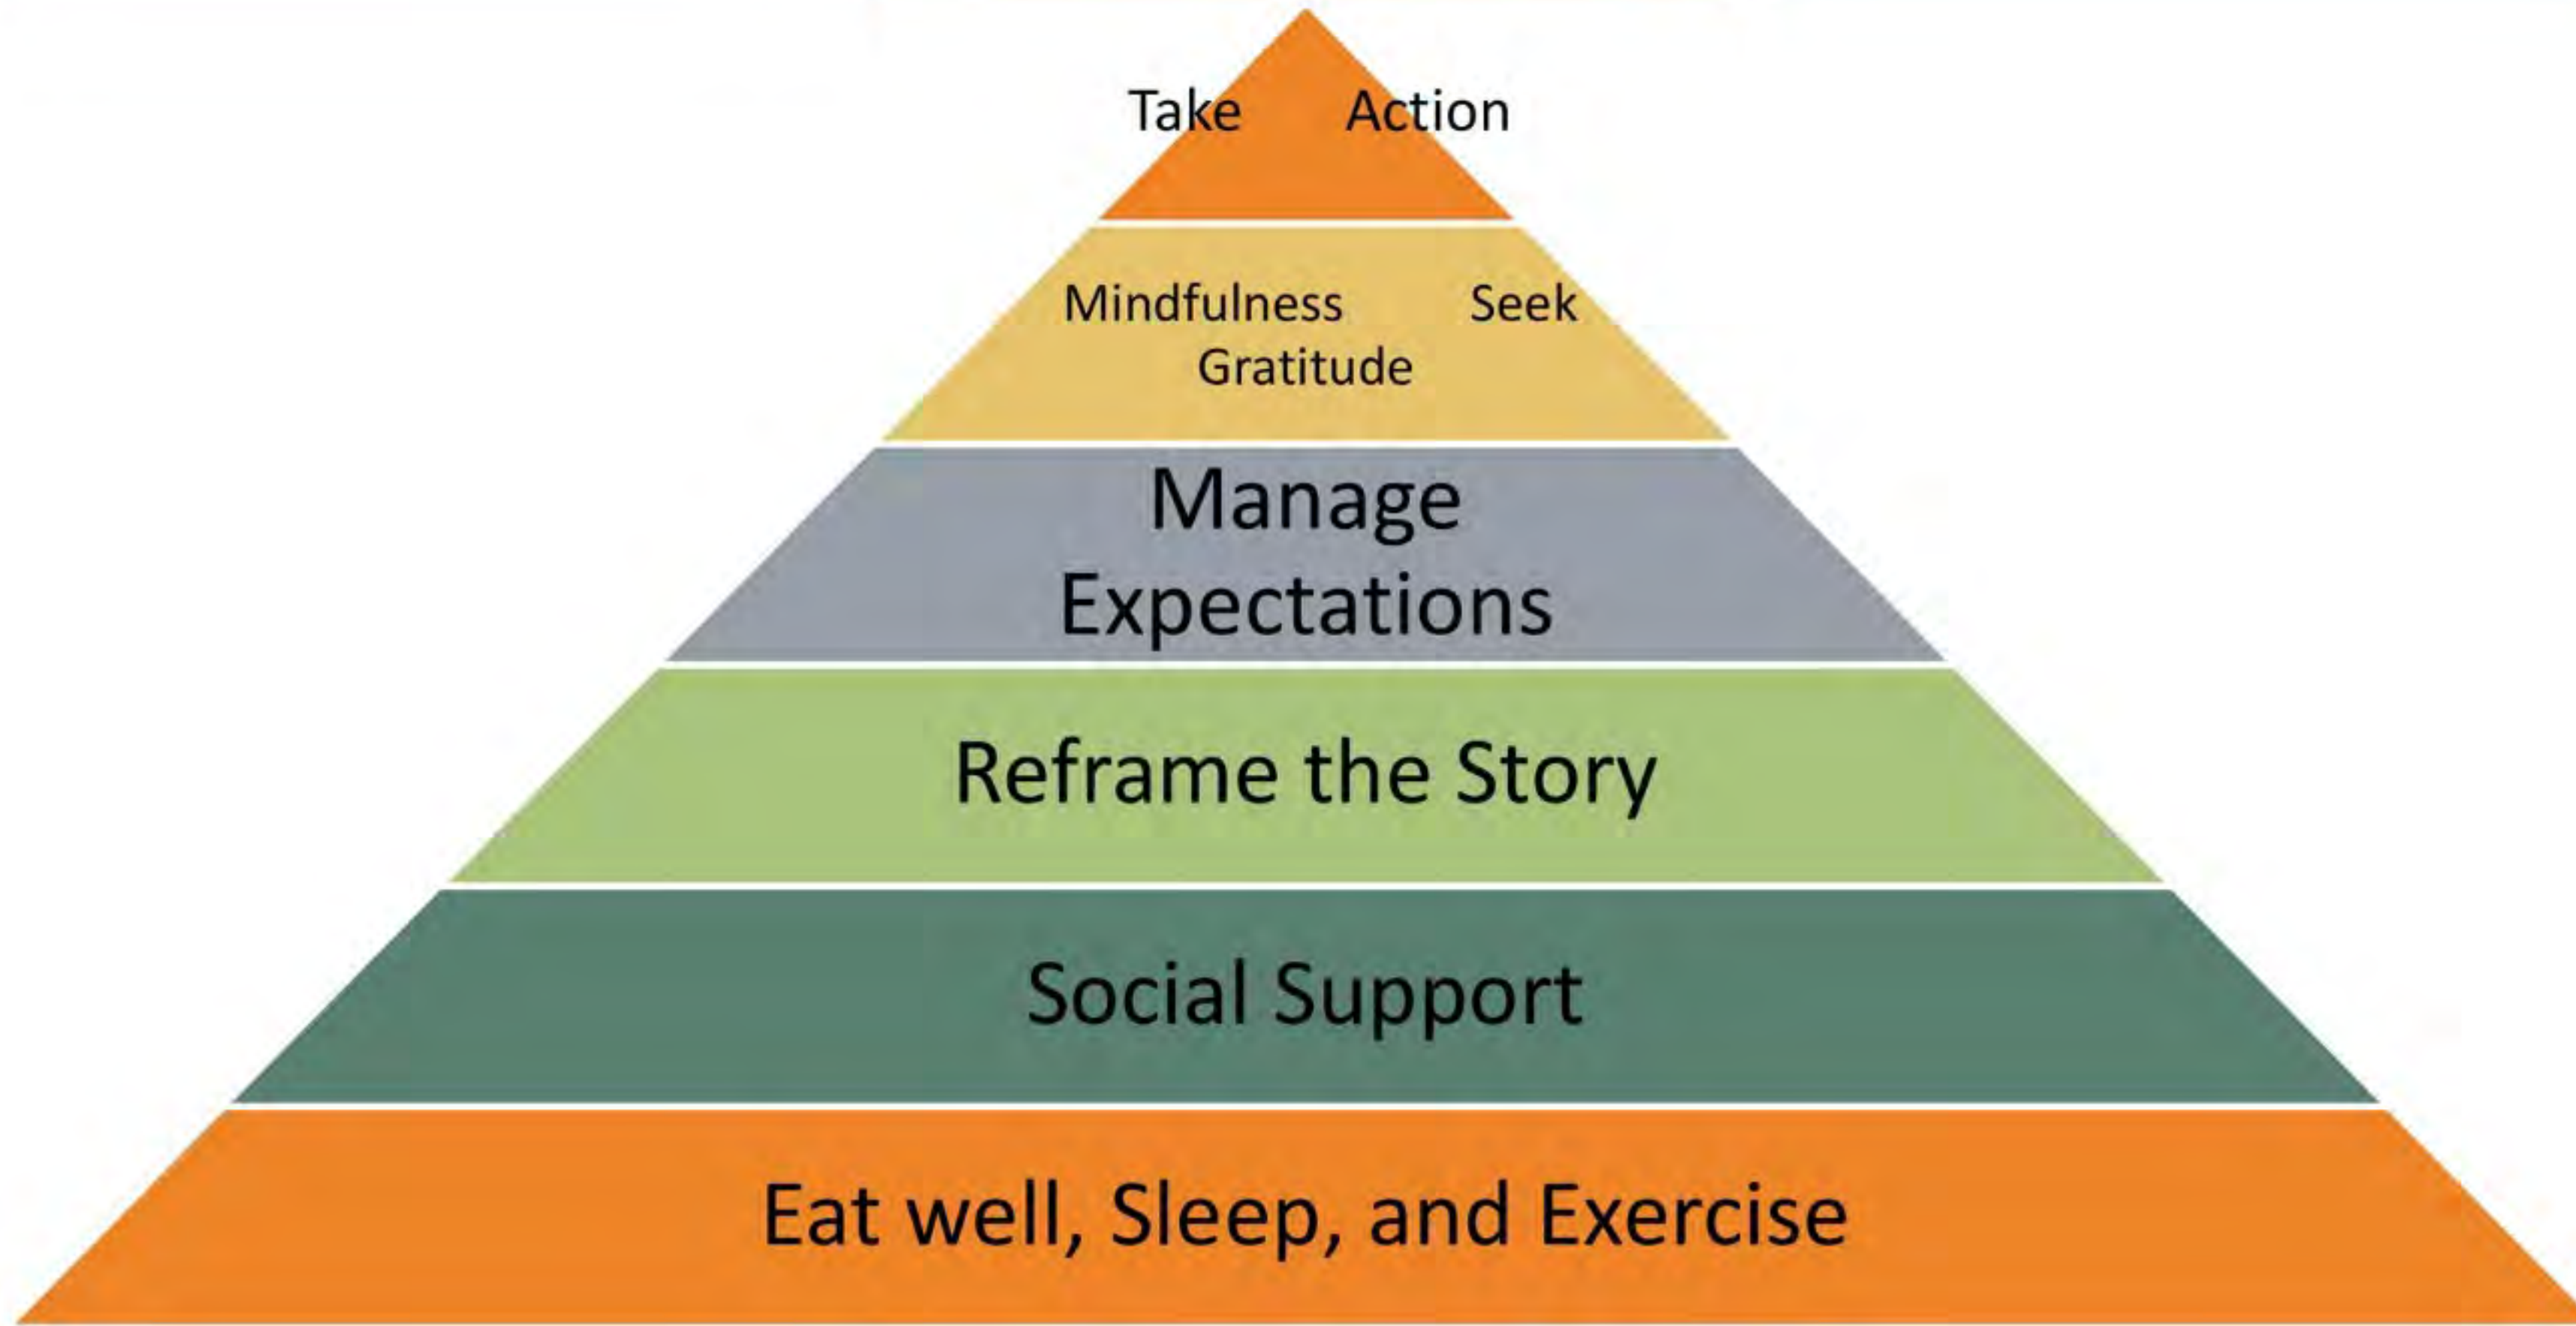 Take Action
Mindfulness Seek
Gratitude
Manage
Expectations
Reframe the Story
Social Support
Eat well, Sleep, and Exercise